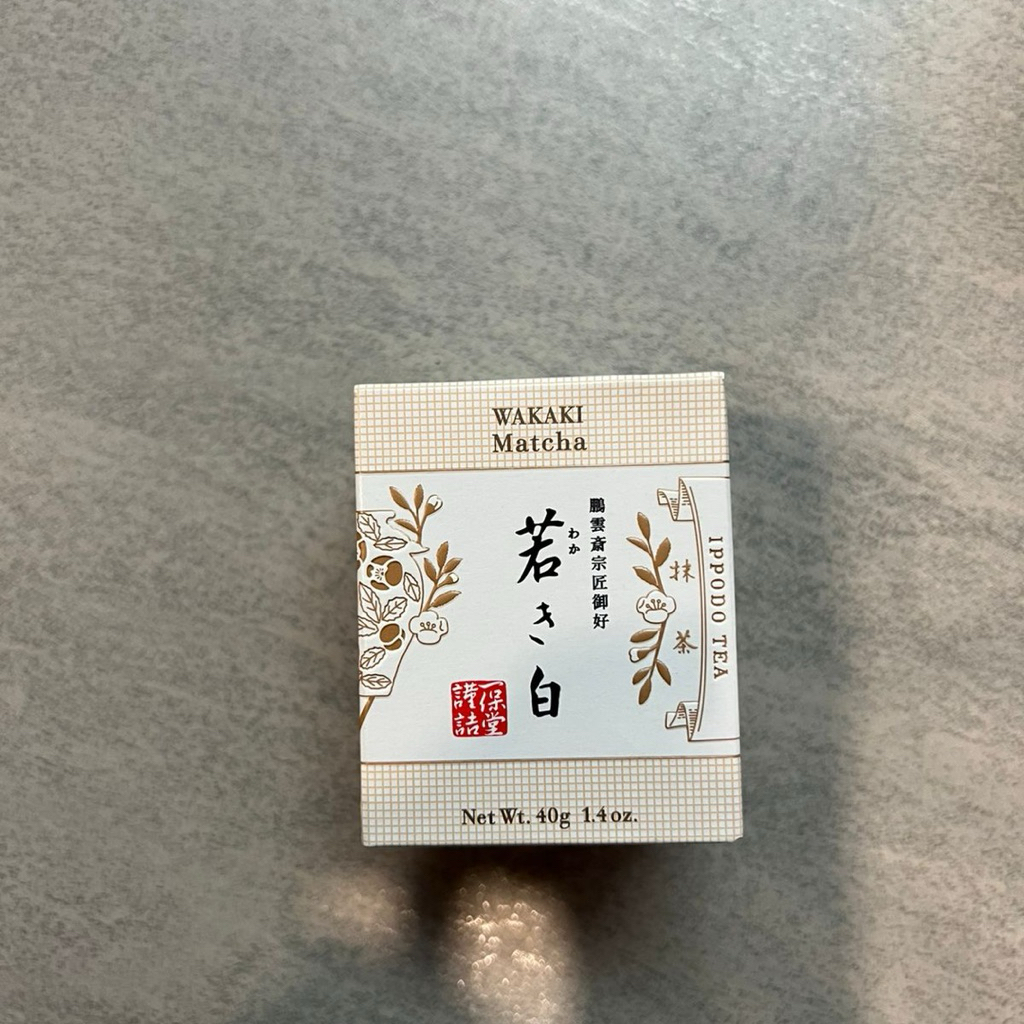 WAKAKI
Matcha
鵬雲斎宗匠御好
若き白
わか
一保堂
謹詰
抹茶
IPPODO TEA
Net Wt. 40g 1.4 oz.